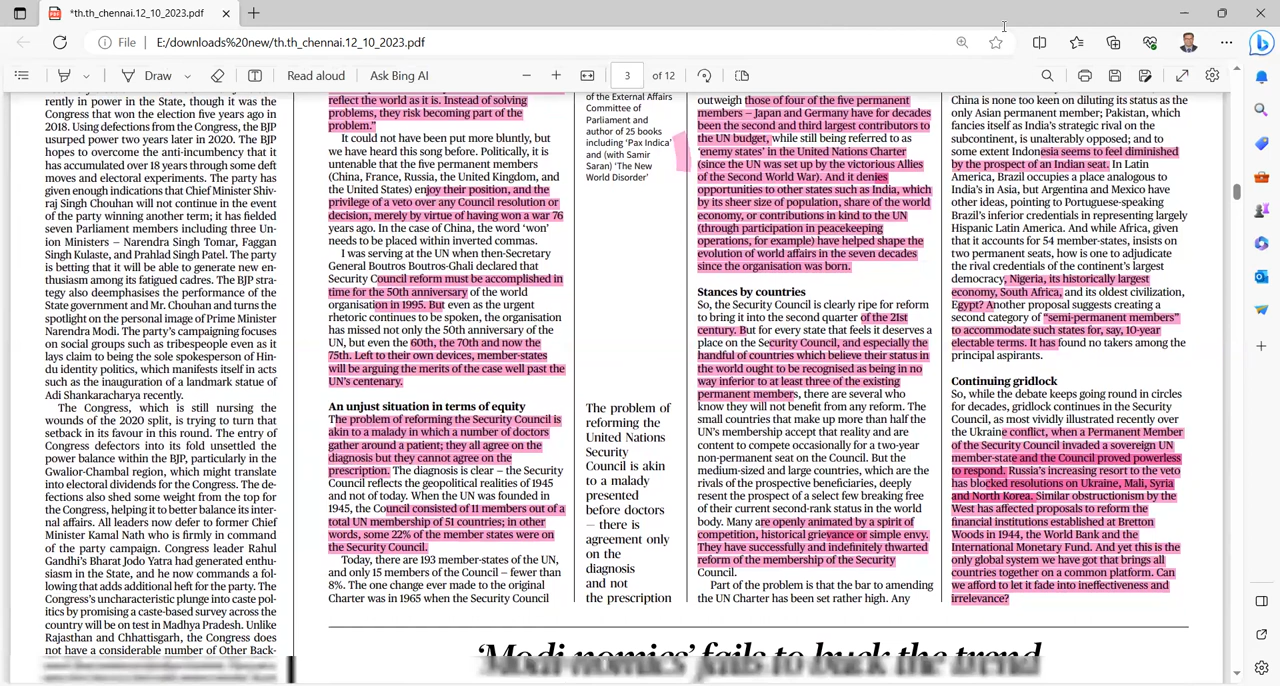 *th.th_chennai.12_10_2023.pdf
File
E:/downloads%20new/th.th_chennai.12_10_2023.pdf
Draw
Read aloud
Ask Bing AI
3
of 12
rently in power in the State, though it was the
Congress that won the election five years ago in
2018. Using defections from the Congress, the BJP
usurped power two years later in 2020. The BJP
hopes to overcome the anti-incumbency that it
has accumulated over 18 years through some deft
moves and electoral experiments. The party has
given enough indications that Chief Minister Shiv-
raj Singh Chouhan will not continue in the event
of the party winning another term; it has fielded
seven Parliament members including three Un-
ion Ministers – Narendra Singh Tomar, Faggan
Singh Kulaste, and Prahlad Singh Patel. The party
is betting that it will be able to generate new en-
thusiasm among its fatigued cadres. The BJP strat-
egy also deemphasises the performance of the
State government and Mr. Chouhan and turns the
spotlight on the personal image of Prime Minister
Narendra Modi. The party's campaigning focuses
on social groups such as tribespeople even as it
lays claim to being the sole spokesperson of Hin-
du identity politics, which manifests itself in acts
such as the inauguration of a landmark statue of
Adi Shankaracharya recently.
The Congress, which is still nursing the
wounds of the 2020 split, is trying to turn that
setback in its favour in this round. The entry of
Congress defectors into its fold unsettled the
power balance within the BJP, particularly in the
Gwalior-Chambal region, which might translate
into electoral dividends for the Congress. The de-
fections also shed some weight from the top for
the Congress, helping it to better balance its inter-
nal affairs. All leaders now defer to former Chief
Minister Kamal Nath who is firmly in command
of the party campaign. Congress leader Rahul
Gandhi's Bharat Jodo Yatra had generated enthu-
siasm in the State, and he now commands a fol-
lowing that adds additional heft for the party. The
Congress's uncharacteristic plunge into caste pol-
itics by promising a caste-based survey across the
country will be on test in Madhya Pradesh. Unlike
Rajasthan and Chhattisgarh, the Congress does
not have a considerable number of Other Back-
reflect the world as it is. Instead of solving
problems, they risk becoming part of the
problem."
It could not have been put more bluntly, but
we have heard this song before. Politically, it is
untenable that the five permanent members
(China, France, Russia, the United Kingdom, and
the United States) enjoy their position, and the
privilege of a veto over any Council resolution or
decision, merely by virtue of having won a war 76
years ago. In the case of China, the word 'won'
needs to be placed within inverted commas.
I was serving at the UN when then-Secretary
General Boutros Boutros-Ghali declared that
Security Council reform must be accomplished in
time for the 50th anniversary of the world
organisation in 1995. But even as the urgent
rhetoric continues to be spoken, the organisation
has missed not only the 50th anniversary of the
UN, but even the 60th, the 70th and now the
75th. Left to their own devices, member-states
will be arguing the merits of the case well past the
UN's centenary.
An unjust situation in terms of equity
The problem of reforming the Security Council is
akin to a malady in which a number of doctors
gather around a patient; they all agree on the
diagnosis but they cannot agree on the
prescription. The diagnosis is clear – the Security
Council reflects the geopolitical realities of 1945
and not of today. When the UN was founded in
1945, the Council consisted of 11 members out of a
total UN membership of 51 countries; in other
words, some 22% of the member states were on
the Security Council.
Today, there are 193 member-states of the UN,
and only 15 members of the Council – fewer than
8%. The one change ever made to the original
Charter was in 1965 when the Security Council
of the External Affairs
Committee of
Parliament and
author of 25 books
including 'Pax Indica'
and (with Samir
Saran) 'The New
World Disorder'
The problem of
reforming the
United Nations
Security
Council is akin
to a malady
presented
before doctors
— there is
agreement only
on the
diagnosis
and not
the prescription
outweigh those of four of the five permanent
members – Japan and Germany have for decades
been the second and third largest contributors to
the UN budget, while still being referred to as
'enemy states' in the United Nations Charter
(since the UN was set up by the victorious Allies
of the Second World War). And it denies
opportunities to other states such as India, which
by its sheer size of population, share of the world
economy, or contributions in kind to the UN
(through participation in peacekeeping
operations, for example) have helped shape the
evolution of world affairs in the seven decades
since the organisation was born.
Stances by countries
So, the Security Council is clearly ripe for reform
to bring it into the second quarter of the 21st
century. But for every state that feels it deserves a
place on the Security Council, and especially the
handful of countries which believe their status in
the world ought to be recognised as being in no
way inferior to at least three of the existing
permanent members, there are several who
know they will not benefit from any reform. The
small countries that make up more than half the
UN's membership accept that reality and are
content to compete occasionally for a two-year
non-permanent seat on the Council. But the
medium-sized and large countries, which are the
rivals of the prospective beneficiaries, deeply
resent the prospect of a select few breaking free
of their current second-rank status in the world
body. Many are openly animated by a spirit of
competition, historical grievance or simple envy.
They have successfully and indefinitely thwarted
reform of the membership of the Security
Council.
Part of the problem is that the bar to amending
the UN Charter has been set rather high. Any
China is none too keen on diluting its status as the
only Asian permanent member; Pakistan, which
fancies itself as India's strategic rival on the
subcontinent, is unalterably opposed; and to
some extent Indonesia seems to feel diminished
by the prospect of an Indian seat. In Latin
America, Brazil occupies a place analogous to
India's in Asia, but Argentina and Mexico have
other ideas, pointing to Portuguese-speaking
Brazil's inferior credentials in representing largely
Hispanic Latin America. And while Africa, given
that it accounts for 54 member-states, insists on
two permanent seats, how is one to adjudicate
the rival credentials of the continent's largest
democracy, Nigeria, its historically largest
economy, South Africa, and its oldest civilization,
Egypt? Another proposal suggests creating a
second category of "semi-permanent members"
to accommodate such states for, say, 10-year
electable terms. It has found no takers among the
principal aspirants.
Continuing gridlock
So, while the debate keeps going round in circles
for decades, gridlock continues in the Security
Council, as most vividly illustrated recently over
the Ukraine conflict, when a Permanent Member
of the Security Council invaded a sovereign UN
member-state and the Council proved powerless
to respond. Russia's increasing resort to the veto
has blocked resolutions on Ukraine, Mali, Syria
and North Korea. Similar obstructionism by the
West has affected proposals to reform the
financial institutions established at Bretton
Woods in 1944, the World Bank and the
International Monetary Fund. And yet this is the
only global system we have got that brings all
countries together on a common platform. Can
we afford to let it fade into ineffectiveness and
irrelevance?
'Modi-nomics' fails to buck the trend